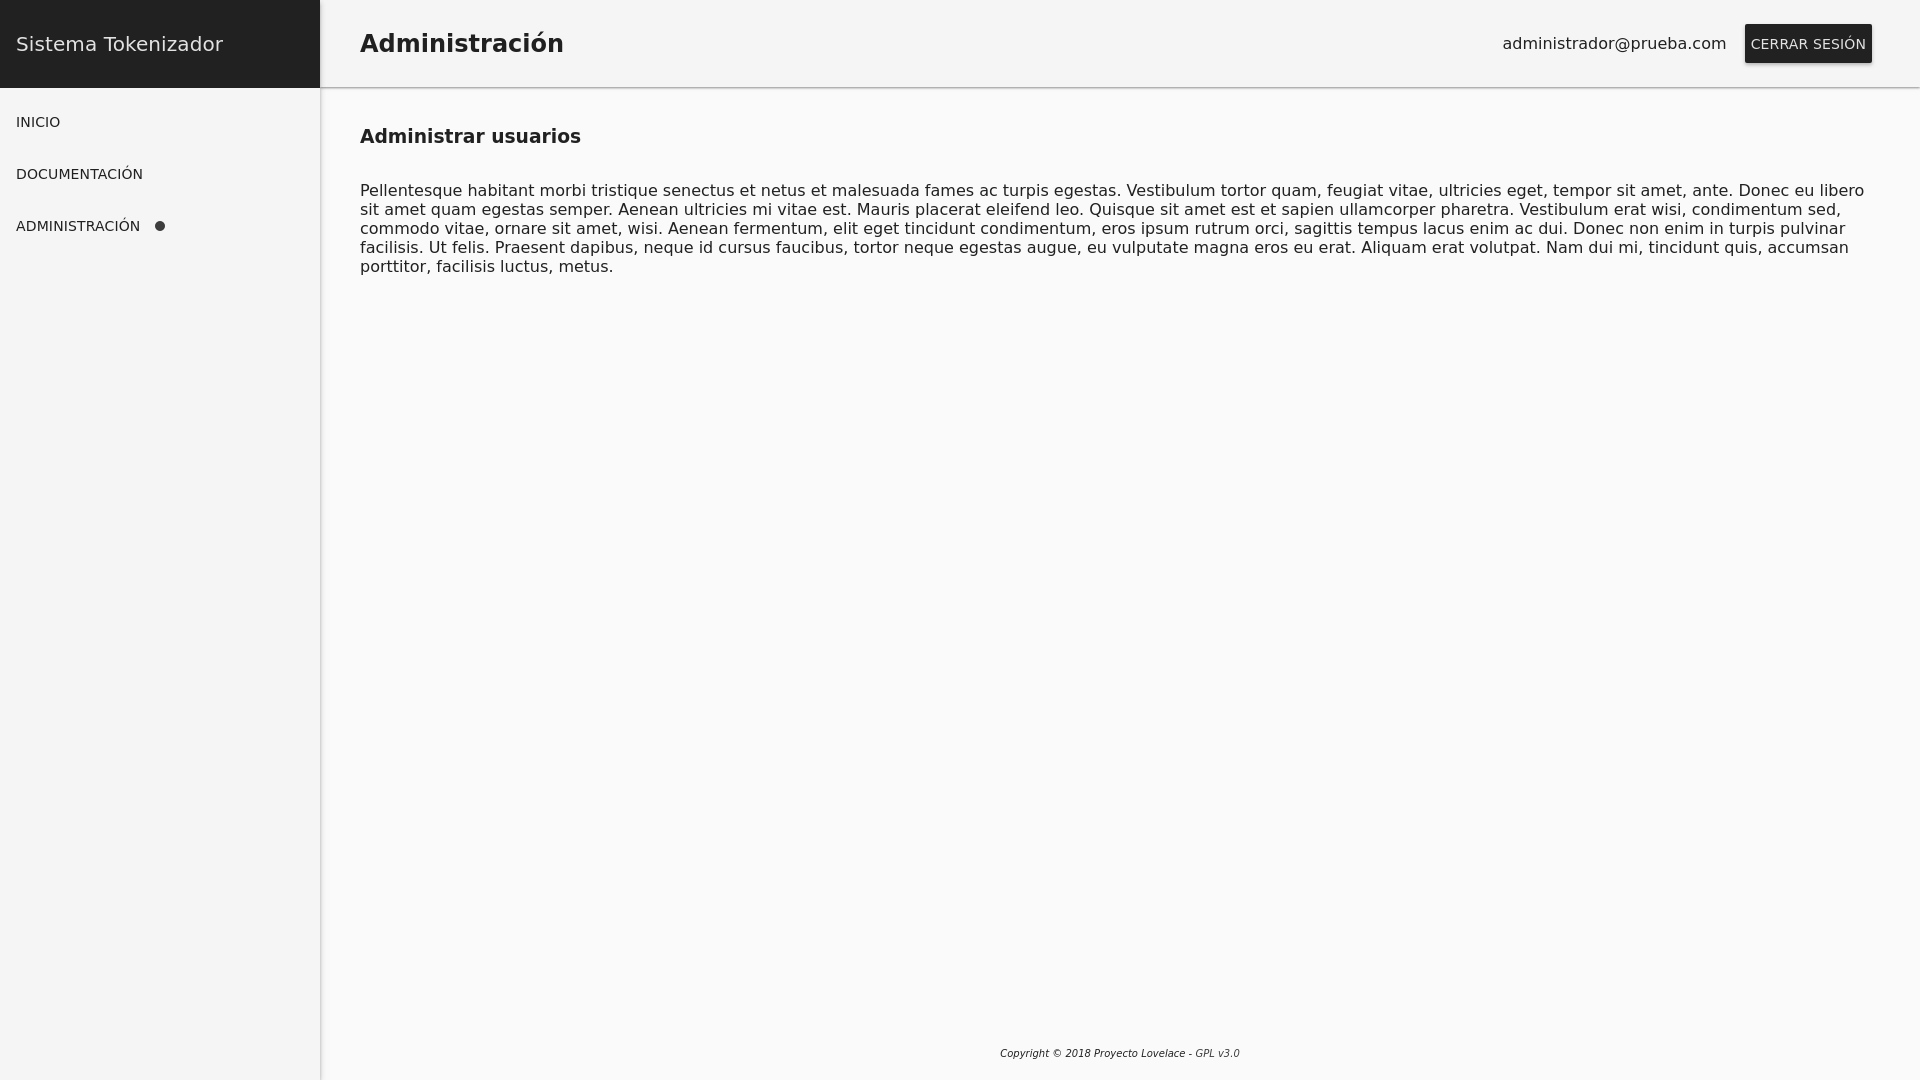 Sistema Tokenizador
Administración
administrador@prueba.com
CERRAR SESIÓN
INICIO
DOCUMENTACIÓN
ADMINISTRACIÓN
Administrar usuarios
Pellentesque habitant morbi tristique senectus et netus et malesuada fames ac turpis egestas. Vestibulum tortor quam, feugiat vitae, ultricies eget, tempor sit amet, ante. Donec eu libero
sit amet quam egestas semper. Aenean ultricies mi vitae est. Mauris placerat eleifend leo. Quisque sit amet est et sapien ullamcorper pharetra. Vestibulum erat wisi, condimentum sed,
commodo vitae, ornare sit amet, wisi. Aenean fermentum, elit eget tincidunt condimentum, eros ipsum rutrum orci, sagittis tempus lacus enim ac dui. Donec non enim in turpis pulvinar
facilisis. Ut felis. Praesent dapibus, neque id cursus faucibus, tortor neque egestas augue, eu vulputate magna eros eu erat. Aliquam erat volutpat. Nam dui mi, tincidunt quis, accumsan
porttitor, facilisis luctus, metus.
Copyright © 2018 Proyecto Lovelace - GPL v3.0